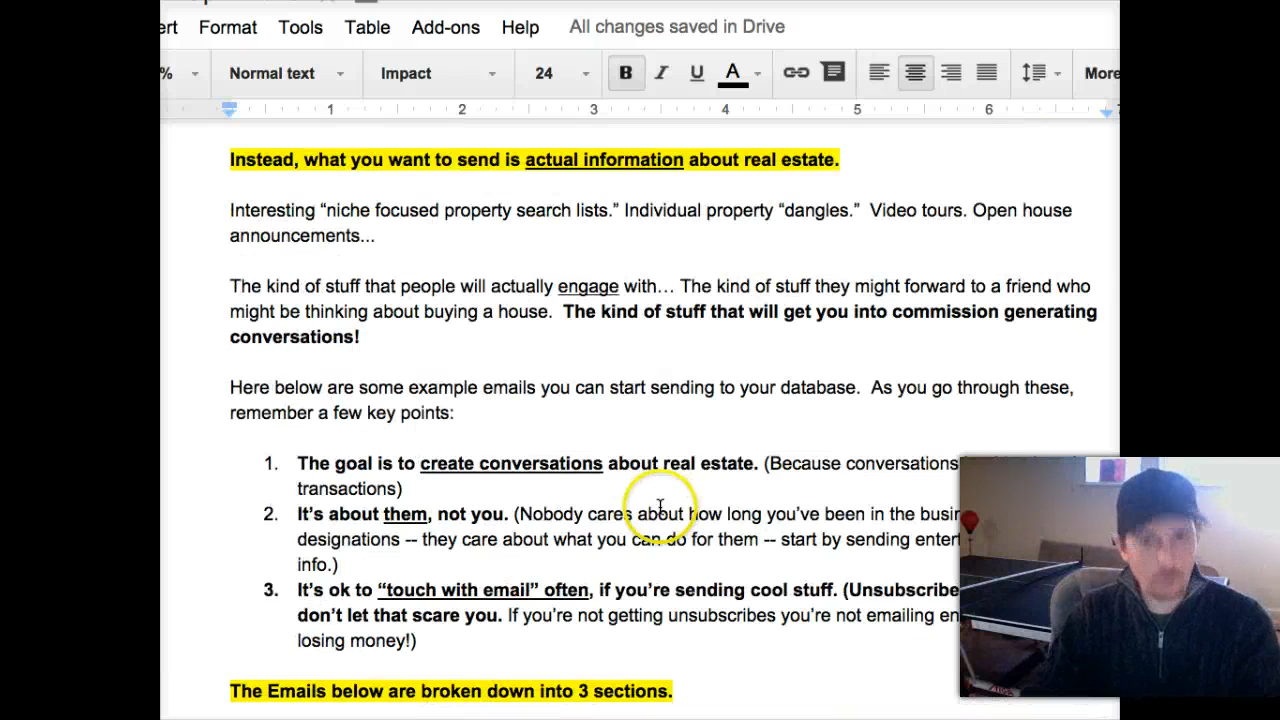 ert Format Tools Table Add-ons Help All changes saved in Drive
% Normal text Impact 24 B I U A More
1 2 3 4 5 6 7
Instead, what you want to send is actual information about real estate.
Interesting “niche focused property search lists.” Individual property “dangles.” Video tours. Open house
announcements...
The kind of stuff that people will actually engage with… The kind of stuff they might forward to a friend who
might be thinking about buying a house. The kind of stuff that will get you into commission generating
conversations!
Here below are some example emails you can start sending to your database. As you go through these,
remember a few key points:
1. The goal is to create conversations about real estate. (Because conversations
transactions)
2. It’s about them, not you. (Nobody cares about how long you’ve been in the busin
designations -- they care about what you can do for them -- start by sending entert
info.)
3. It’s ok to “touch with email” often, if you’re sending cool stuff. (Unsubscribe
don’t let that scare you. If you’re not getting unsubscribes you’re not emailing en
losing money!)
The Emails below are broken down into 3 sections.